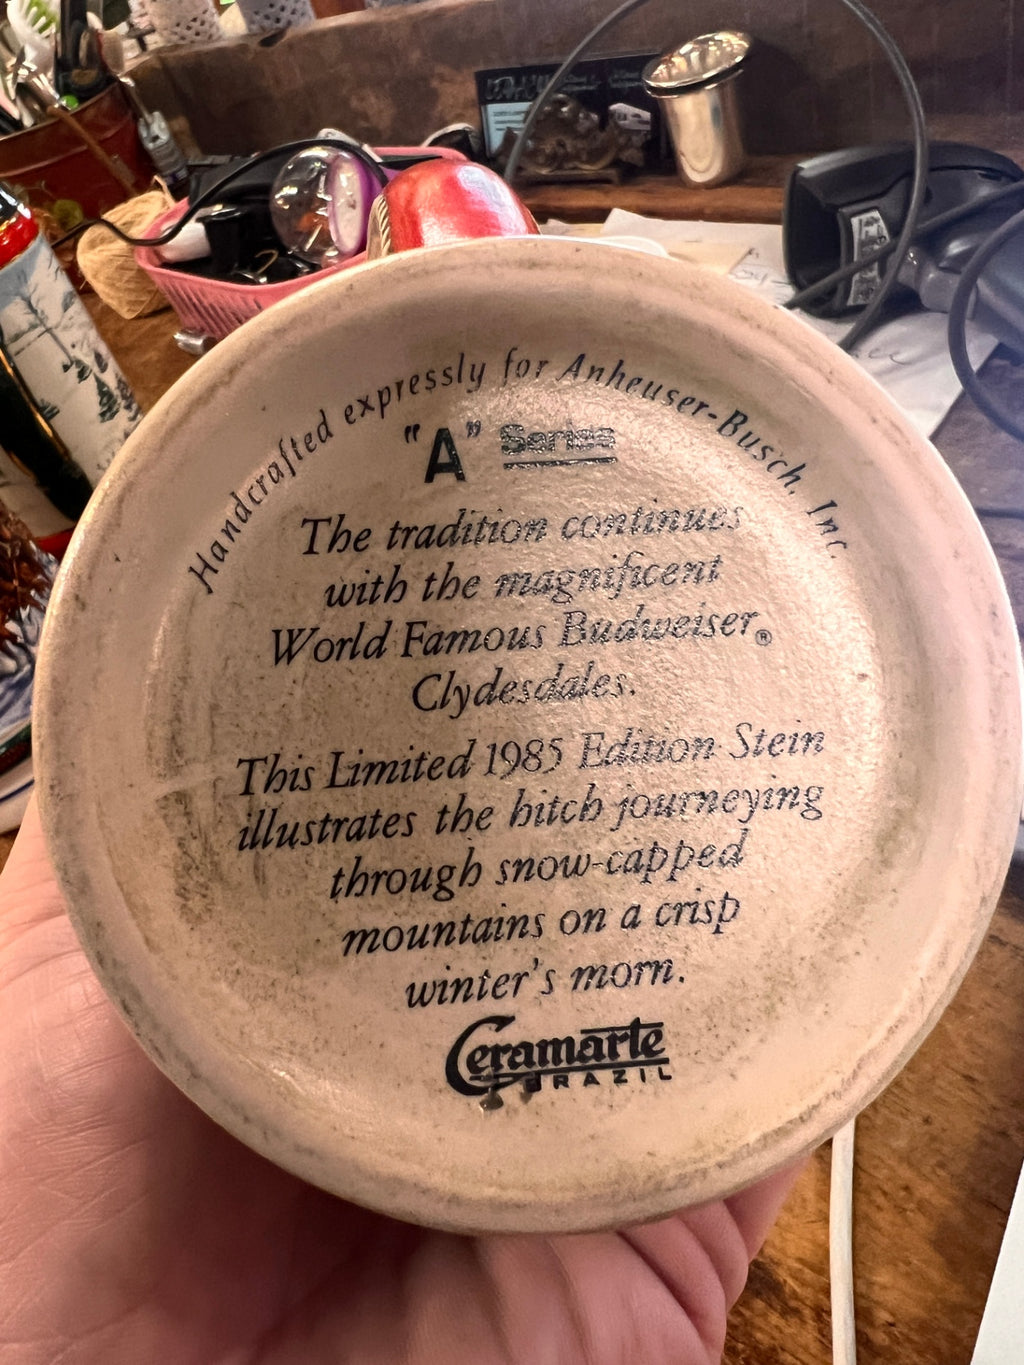 Handcrafted expressly for Anheuser-Busch, Inc.
"A" Series
The tradition continues
with the magnificent
World Famous Budweiser®
Clydesdales.
This Limited 1985 Edition Stein
illustrates the hitch journeying
through snow-capped
mountains on a crisp
winter's morn.
Ceramarte
BRAZIL